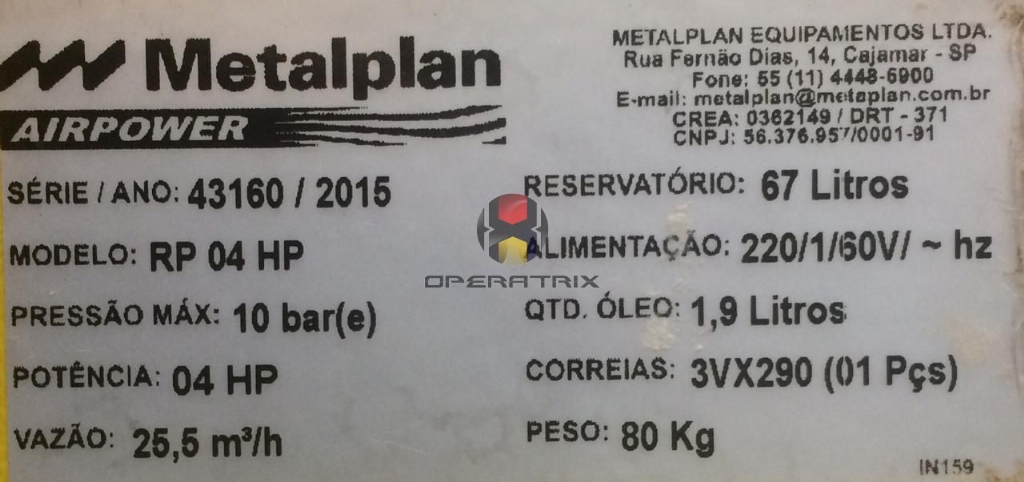 Metalplan
AIRPOWER
METALPLAN EQUIPAMENTOS LTDA.
Rua Fernão Dias, 14, Cajamar - SP
Fone: 55 (11) 4448-6900
E-mail: metalplan@metaplan.com.br
CREA: 0362149 / DRT - 371
CNPJ: 56.376.957/0001-91
SÉRIE / ANO: 43160 / 2015
MODELO: RP 04 HP
PRESSÃO MÁX: 10 bar(e)
POTÊNCIA: 04 HP
VAZÃO: 25,5 m³/h
RESERVATÓRIO: 67 Litros
ALIMENTAÇÃO: 220/1/60V/ ~ hz
QTD. ÓLEO: 1,9 Litros
CORREIAS: 3VX290 (01 Pçs)
PESO: 80 Kg
IN159
OPERATRIX